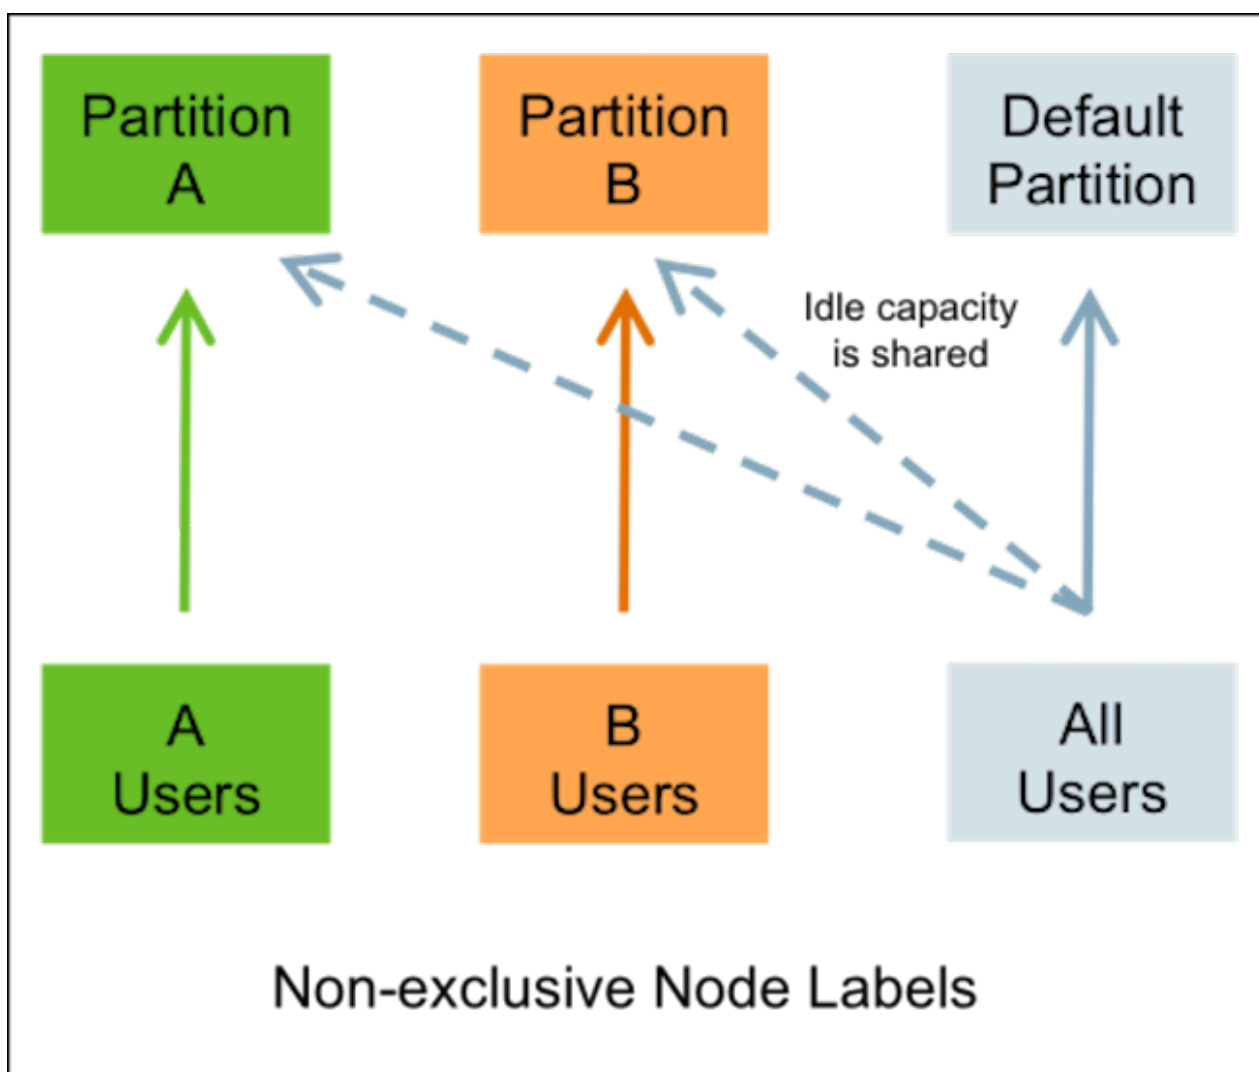 Partition
A
Partition
B
Default
Partition
Idle capacity
is shared
A
Users
B
Users
All
Users
Non-exclusive Node Labels